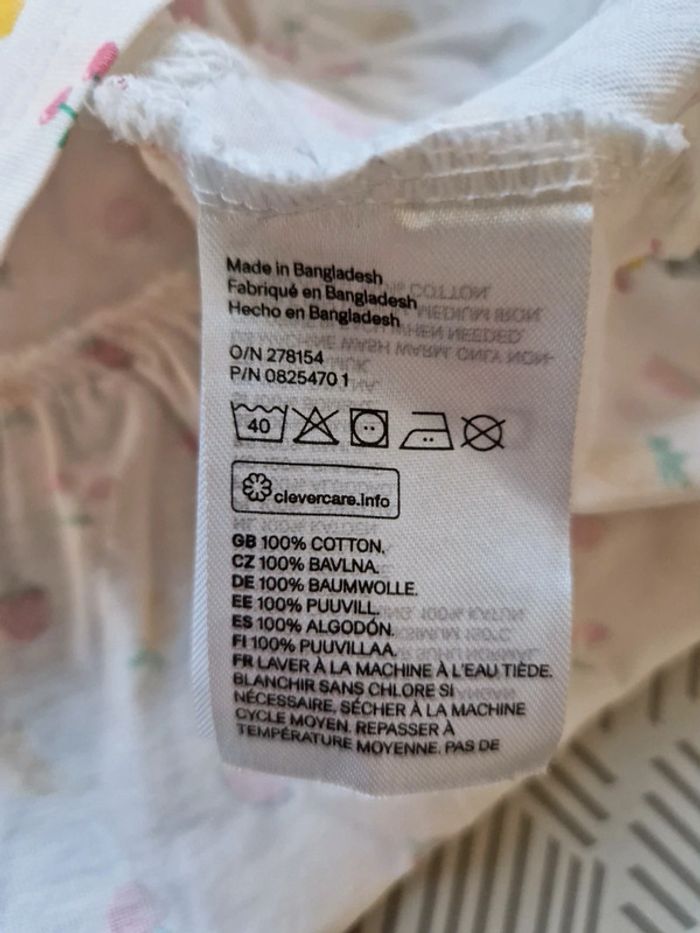 Made in Bangladesh
Fabriqué en Bangladesh
Hecho en Bangladesh
O/N 278154
P/N 0825470 1
40
clevercare.info
GB 100% COTTON.
CZ 100% BAVLNA.
DE 100% BAUMWOLLE.
EE 100% PUUVILL.
ES 100% ALGODÓN.
FI 100% PUUVILLAA.
FR LAVER À LA MACHINE À L'EAU TIÈDE.
BLANCHIR SANS CHLORE SI
NÉCESSAIRE, SÉCHER À LA MACHINE
CYCLE MOYEN. REPASSER À
TEMPÉRATURE MOYENNE. PAS DE